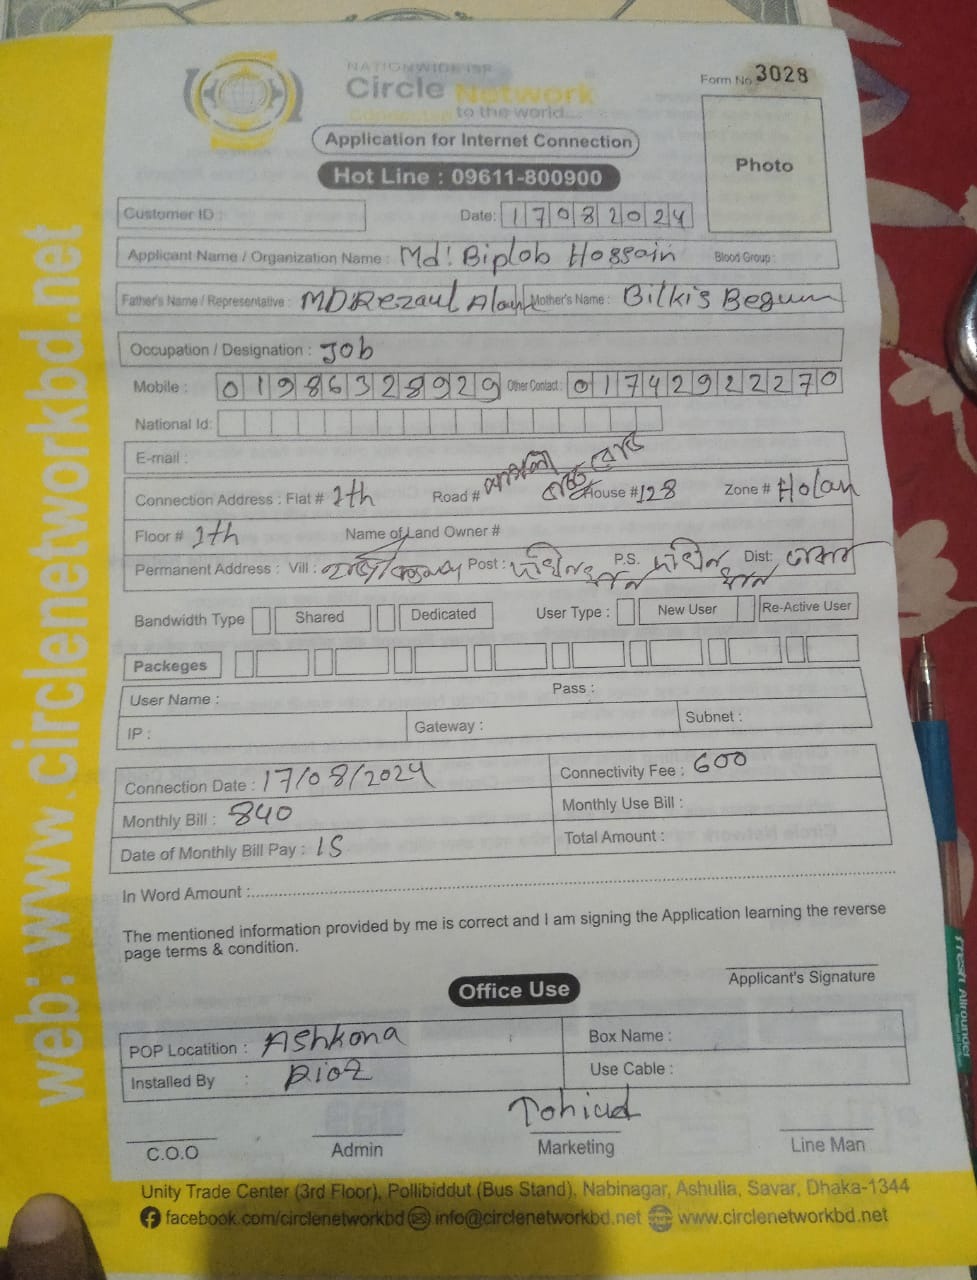 NATIONWIDE ISP
Circle Network
Connected to the world...
Form No 3028
Application for Internet Connection
Photo
Hot Line : 09611-800900
Customer ID :
Date: 17082024
Applicant Name / Organization Name : Md: Biplob Hossain Blood Group:
Father's Name / Representative : MD Rezaul Alam Mother's Name : Bilkis Begum
Occupation / Designation : Job
Mobile : 01986328929 Other Contact : 01742922270
National Id:
E-mail :
Connection Address : Flat # 2th Road # House # 128 Zone # Holan
Floor # 2th Name of Land Owner #
Permanent Address : Vill : Post : P.S. Dist:
Bandwidth Type Shared Dedicated User Type : New User Re-Active User
Packeges
User Name : Pass :
IP : Gateway : Subnet :
Connection Date : 17/08/2024 Connectivity Fee : 600
Monthly Bill : 840 Monthly Use Bill :
Date of Monthly Bill Pay : 15 Total Amount :
In Word Amount :
The mentioned information provided by me is correct and I am signing the Application learning the reverse
page terms & condition.
Applicant's Signature
Office Use
POP Locatition : Ashkona Box Name :
Installed By : Use Cable :
Tohid
C.O.O Admin Marketing Line Man
Unity Trade Center (3rd Floor), Pollibiddut (Bus Stand), Nabinagar, Ashulia, Savar, Dhaka-1344
facebook.com/circlenetworkbd info@circlenetworkbd.net www.circlenetworkbd.net
web: www.circlenetworkbd.net
Fresh Allrounder